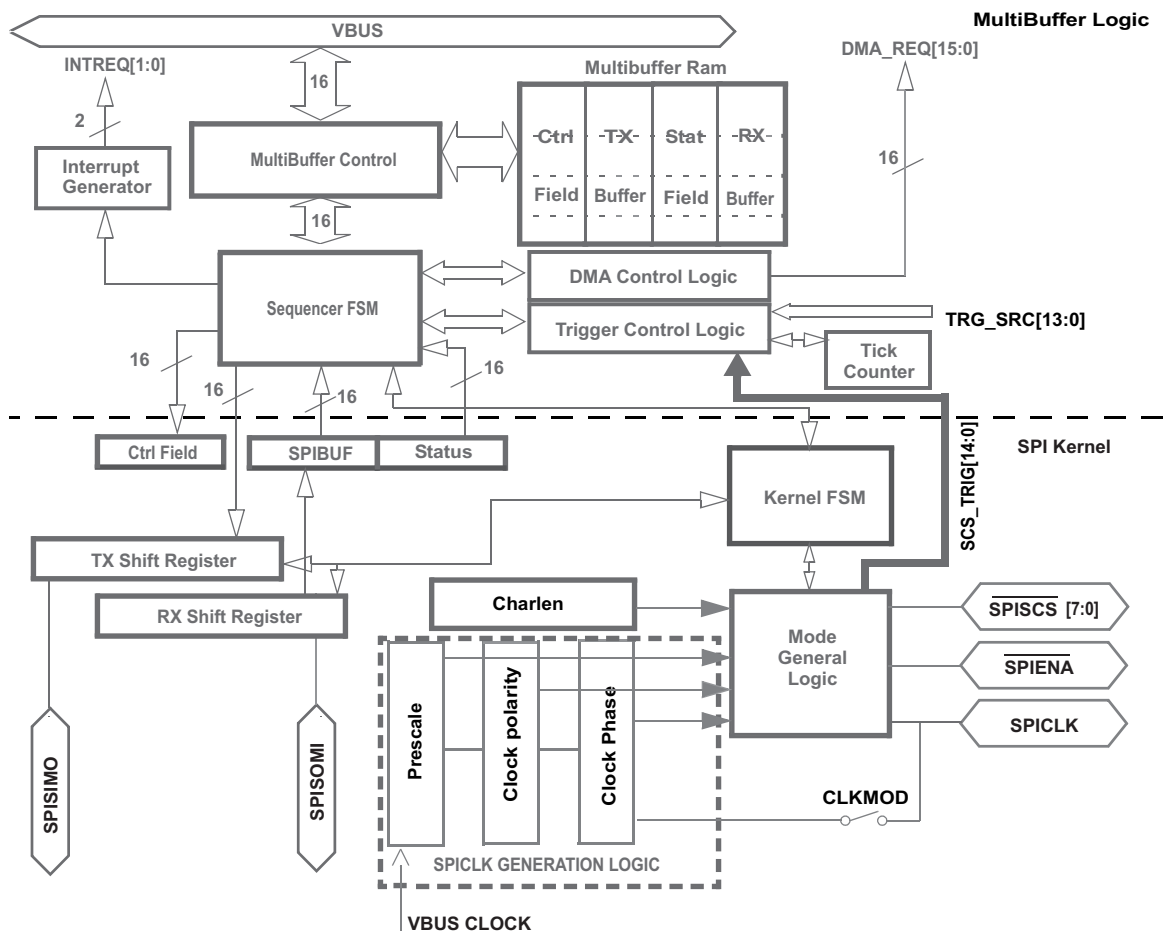 VBUS
MultiBuffer Logic
INTREQ[1:0]
DMA_REQ[15:0]
Multibuffer Ram
16
2
Ctrl
TX
Stat
RX
MultiBuffer Control
Interrupt
Generator
16
Field
Buffer
Field
Buffer
16
Sequencer FSM
DMA Control Logic
Trigger Control Logic
TRG_SRC[13:0]
Tick
Counter
16
16
16
16
Ctrl Field
SPIBUF
Status
SPI Kernel
SCS_TRIG[14:0]
Kernel FSM
TX Shift Register
RX Shift Register
Charlen
Mode
General
Logic
SPISCS [7:0]
SPIENA
SPICLK
Prescale
Clock polarity
Clock Phase
SPISIMO
SPISOMI
CLKMOD
SPICLK GENERATION LOGIC
VBUS CLOCK